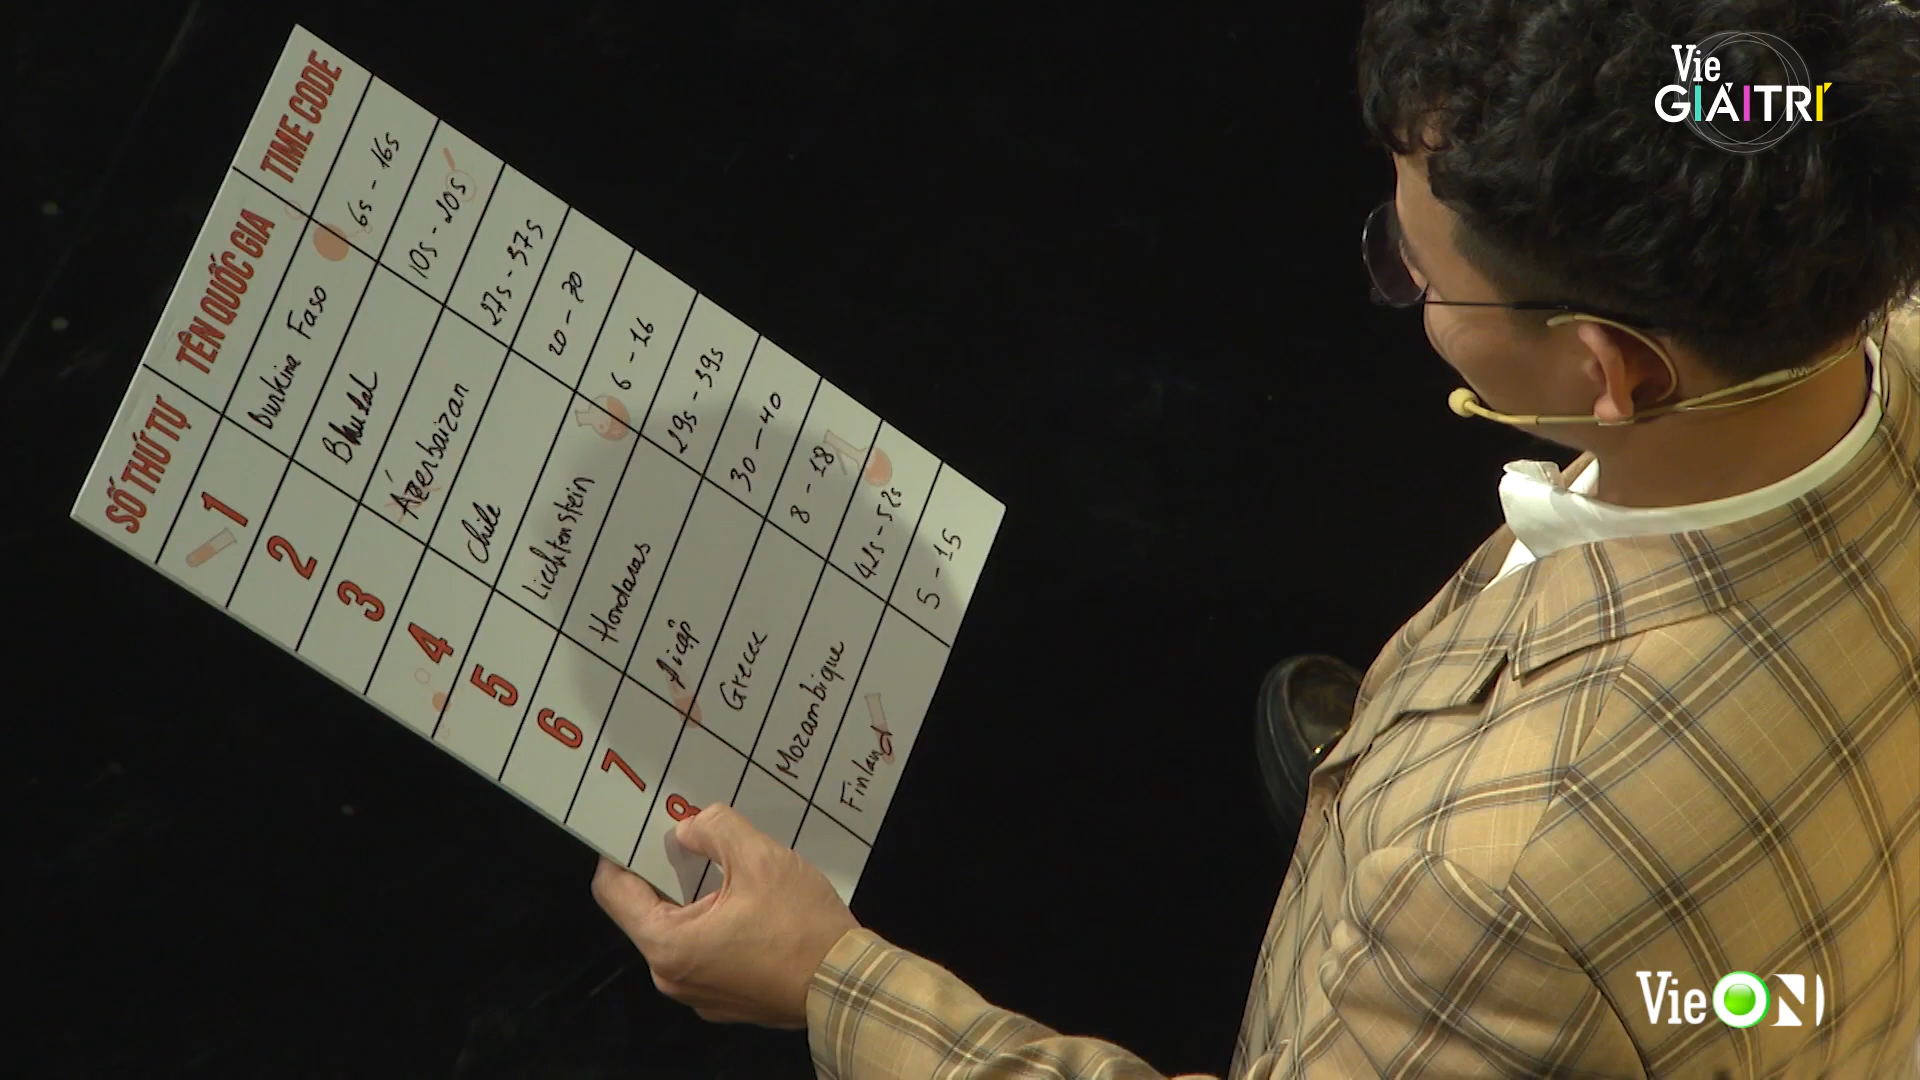 SỐ THỨ TỰ TÊN QUỐC GIA TIME CODE
1 Burkina Faso 6s - 16s
2 Bhutal 10s - 20s
3 Azerbaizan 27s - 37s
4 Chile 20 - 30
5 Liechtenstein 6 - 16
6 Hondaras 29s - 39s
7 Ai cập 30 - 40
8 Greece 8 - 18
Mozambique 42s - 52s
Finland 5 - 15
Vie
GIẢI TRÍ
VieON